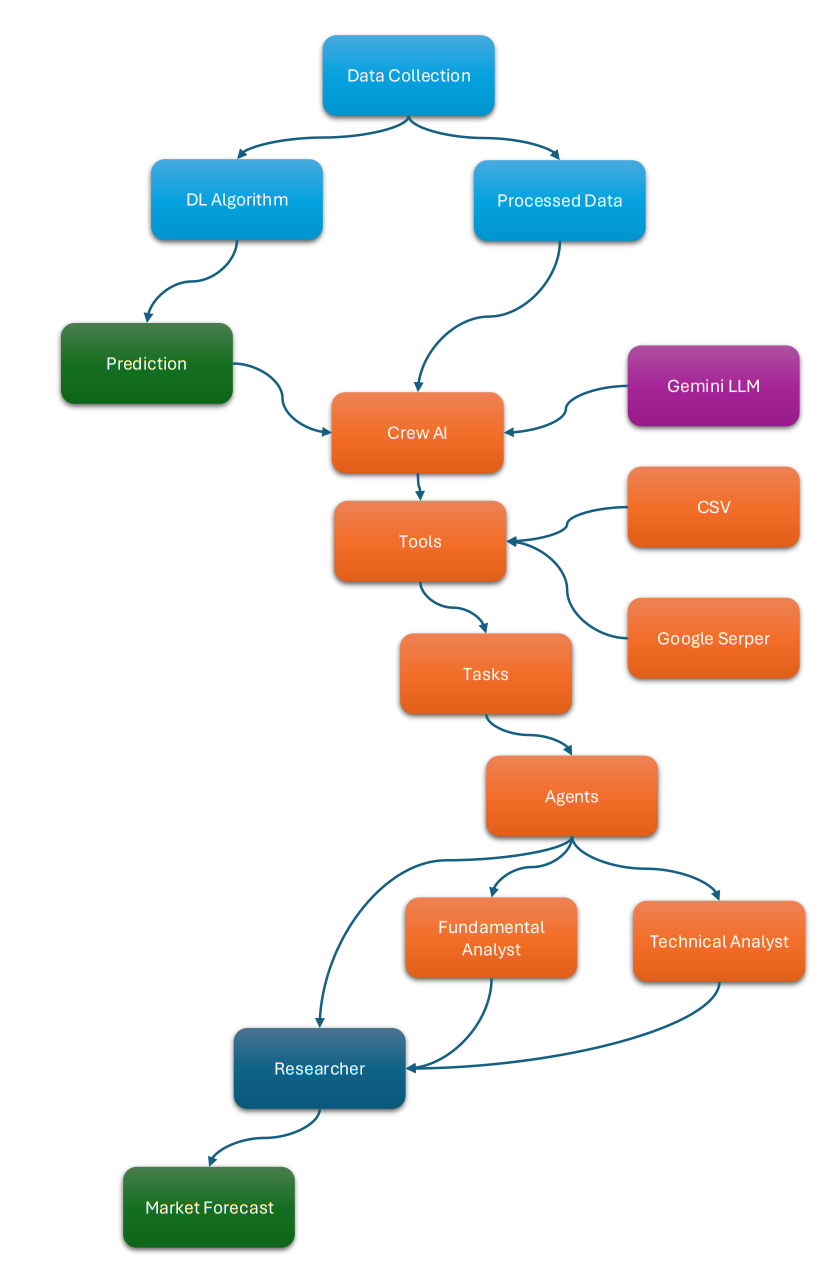 Data Collection
DL Algorithm
Processed Data
Prediction
Gemini LLM
Crew AI
CSV
Tools
Google Serper
Tasks
Agents
Fundamental
Analyst
Technical Analyst
Researcher
Market Forecast